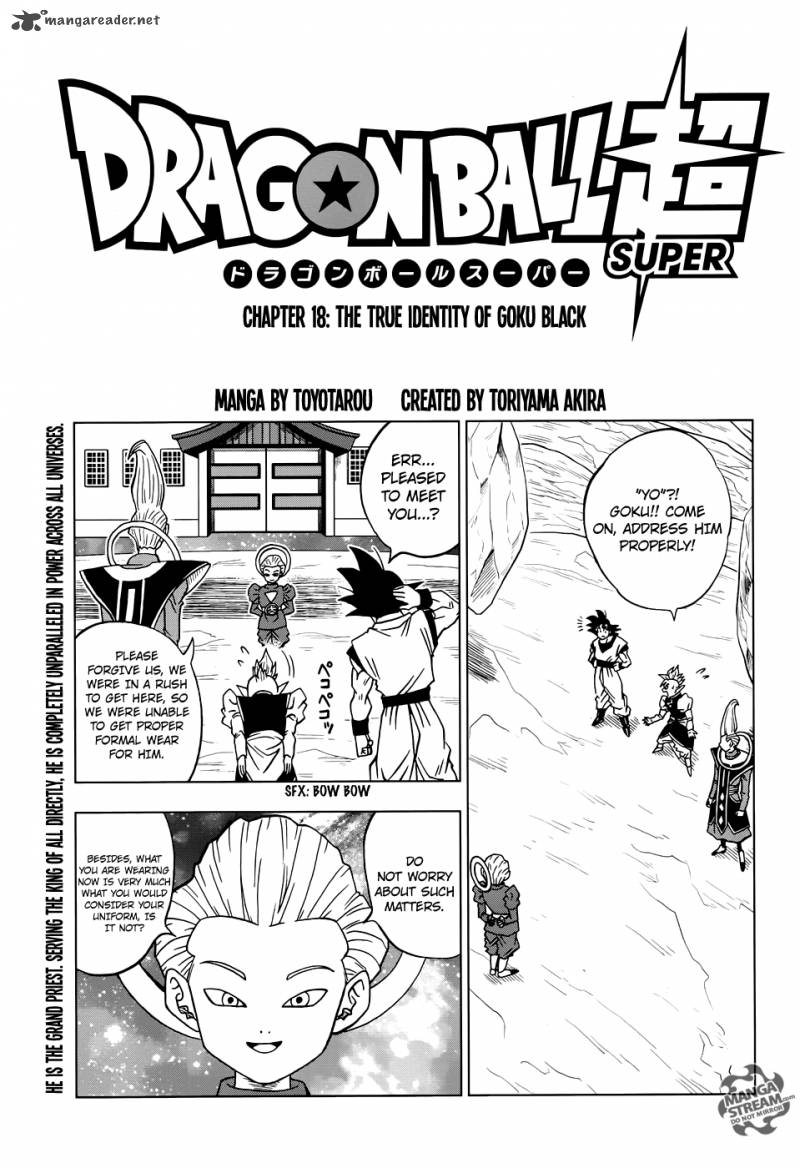 mangareader.net
DRAGON BALL 超
SUPER
ドラゴンボールスーパー
CHAPTER 18: THE TRUE IDENTITY OF GOKU BLACK
MANGA BY TOYOTAROU CREATED BY TORIYAMA AKIRA
"YO"?!
GOKU!! COME
ON, ADDRESS HIM
PROPERLY!
ERR...
PLEASED
TO MEET
YOU...?
PLEASE
FORGIVE US, WE
WERE IN A RUSH
TO GET HERE, SO
WE WERE UNABLE
TO GET PROPER
FORMAL WEAR
FOR HIM.
ペコペコッ
SFX: BOW BOW
DO
NOT WORRY
ABOUT SUCH
MATTERS.
BESIDES, WHAT
YOU ARE WEARING
NOW IS VERY MUCH
WHAT YOU WOULD
CONSIDER YOUR
UNIFORM, IS
IT NOT?
HE IS THE GRAND PRIEST. SERVING THE KING OF ALL DIRECTLY, HE IS COMPLETELY UNPARALLELED IN POWER ACROSS ALL UNIVERSES.
MANGA
STREAM.com
DO NOT MIRROR